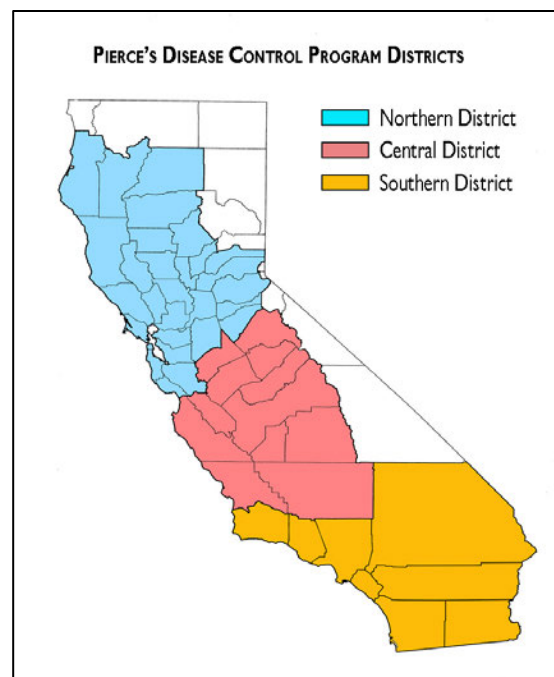 PIERCE'S DISEASE CONTROL PROGRAM DISTRICTS
Northern District
Central District
Southern District